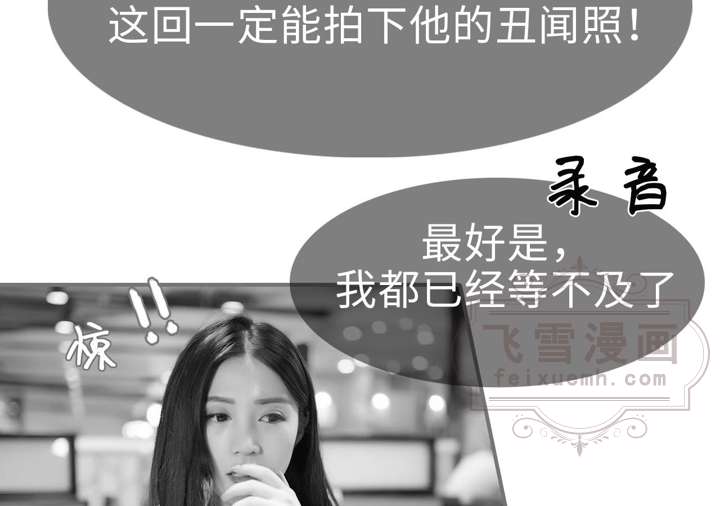 这回一定能拍下他的丑闻照！
录音
最好是，
我都已经等不及了
惊!!
飞雪漫画
feixuemh.com